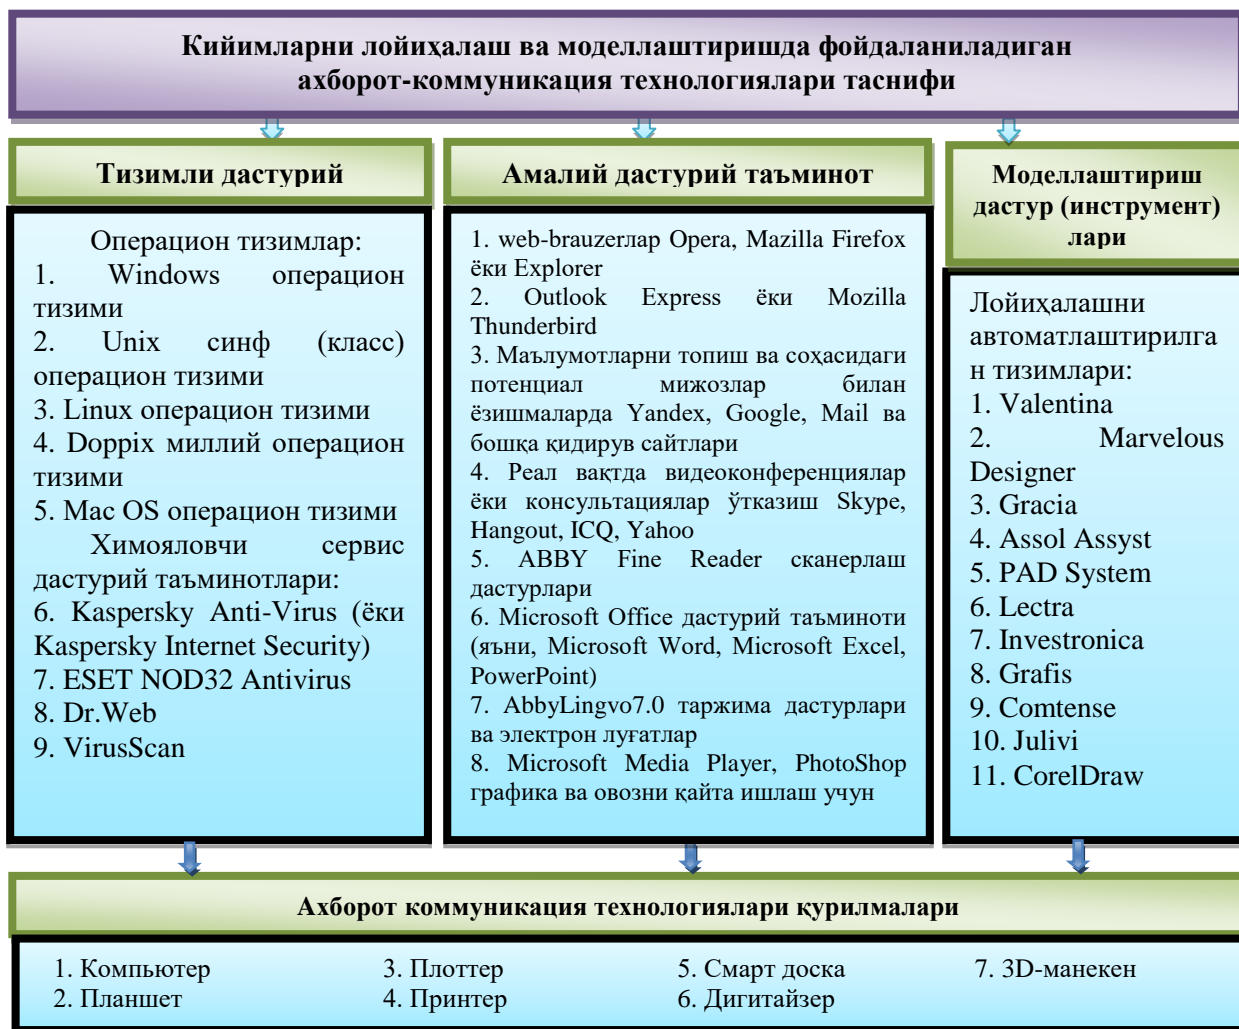 Кийимларни лойиҳалаш ва моделлаштиришда фойдаланиладиган
ахборот-коммуникация технологиялари таснифи
Тизимли дастурий
Операцион тизимлар:
1. Windows операцион
тизими
2. Unix синф (класс)
операцион тизими
3. Linux операцион тизими
4. Doppix миллий операцион
тизими
5. Mac OS операцион тизими
Химояловчи сервис
дастурий таъминотлари:
6. Kaspersky Anti-Virus (ёки
Kaspersky Internet Security)
7. ESET NOD32 Antivirus
8. Dr.Web
9. VirusScan
Амалий дастурий таъминот
1. web-brauzerлар Opera, Mazilla Firefox
ёки Explorer
2. Outlook Express ёки Mozilla
Thunderbird
3. Маълумотларни топиш ва соҳасидаги
потенциал мижозлар билан
ёзишмаларда Yandex, Google, Mail ва
бошқа қидирув сайтлари
4. Реал вақтда видеоконференциялар
ёки консультациялар ўтказиш Skype,
Hangout, ICQ, Yahoo
5. ABBY Fine Reader сканерлаш
дастурлари
6. Microsoft Office дастурий таъминоти
(яъни, Microsoft Word, Microsoft Excel,
PowerPoint)
7. AbbyLingvo7.0 таржима дастурлари
ва электрон луғатлар
8. Microsoft Media Player, PhotoShop
графика ва овозни қайта ишлаш учун
Моделлаштириш
дастур (инструмент)
лари
Лойиҳалашни
автоматлаштирилга
н тизимлари:
1. Valentina
2. Marvelous
Designer
3. Gracia
4. Assol Assyst
5. PAD System
6. Lectra
7. Investronica
8. Grafis
9. Comtense
10. Julivi
11. CorelDraw
Ахборот коммуникация технологиялари қурилмалари
1. Компьютер
2. Планшет
3. Плоттер
4. Принтер
5. Смарт доска
6. Дигитайзер
7. 3D-манекен